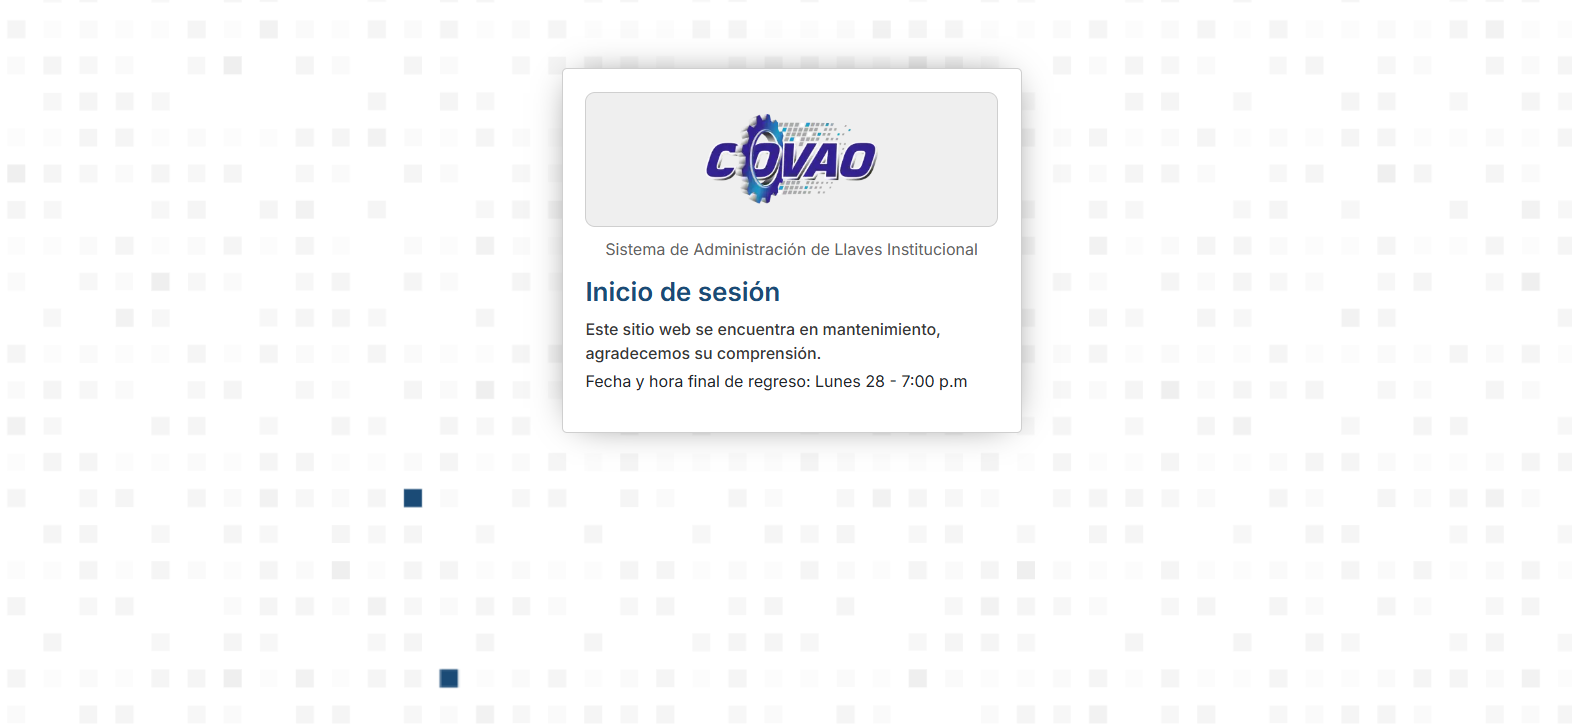 COVAO
Sistema de Administración de Llaves Institucional
Inicio de sesión
Este sitio web se encuentra en mantenimiento,
agradecemos su comprensión.
Fecha y hora final de regreso: Lunes 28 - 7:00 p.m